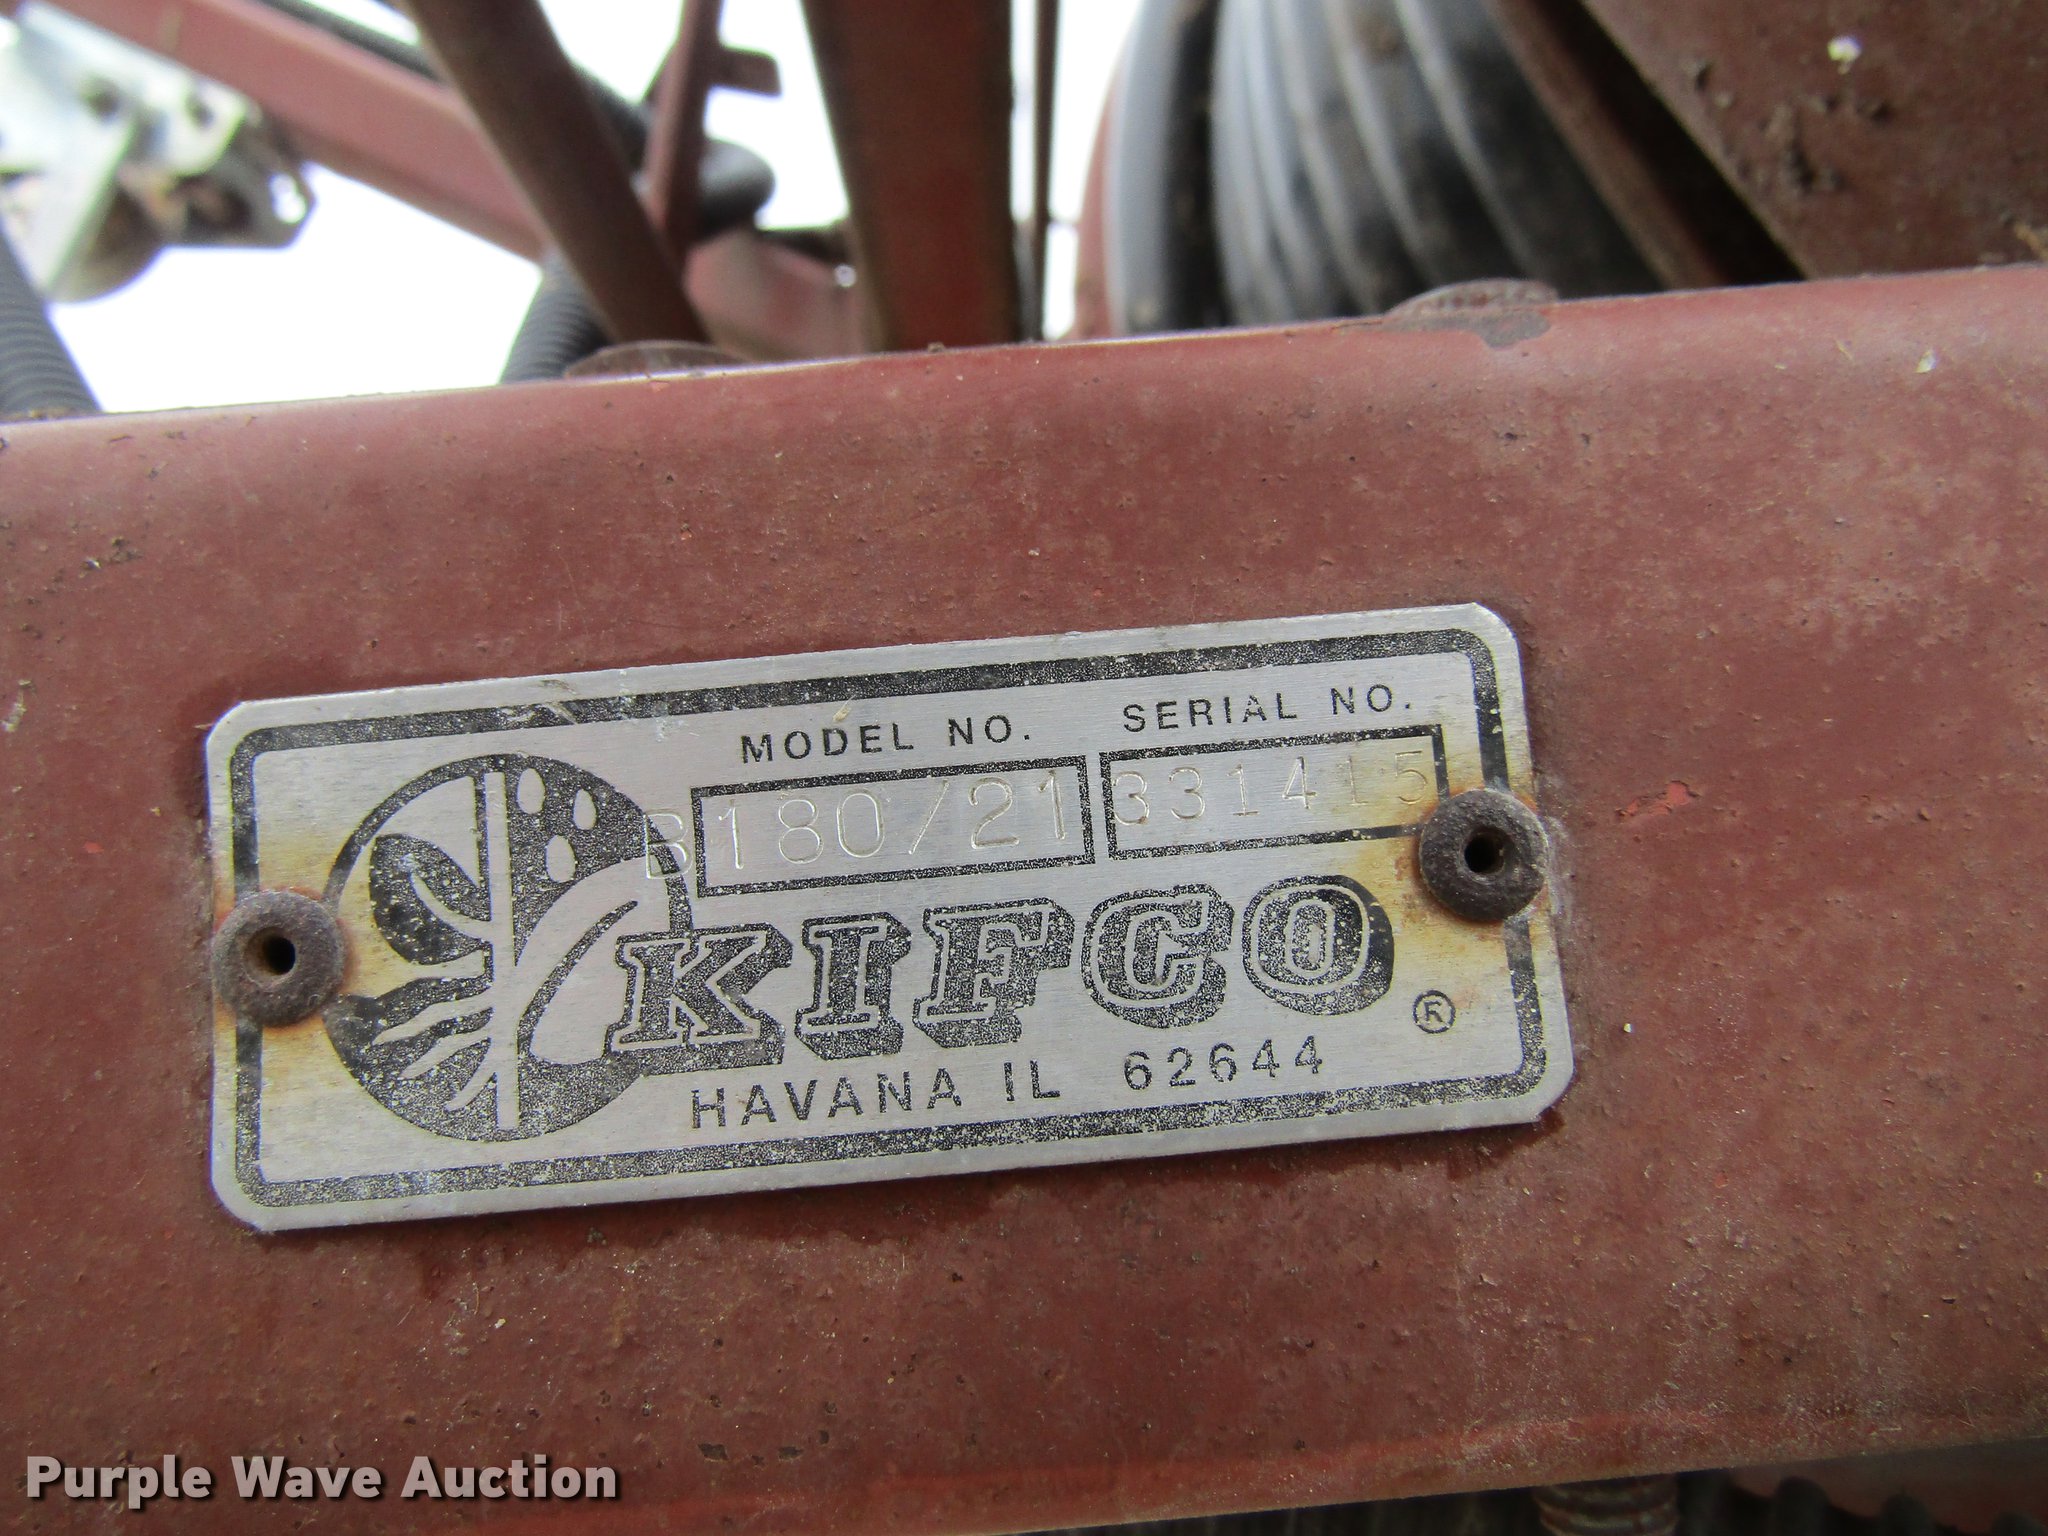 MODEL NO. SERIAL NO.
B180/21 331415
KIFCO ®
HAVANA IL 62644
Purple Wave Auction